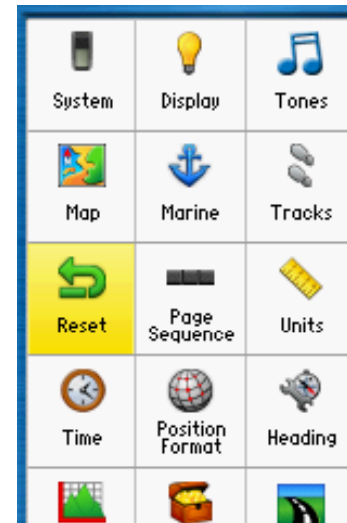 System Display Tones
Map Marine Tracks
Reset Page Sequence Units
Time Position Format Heading